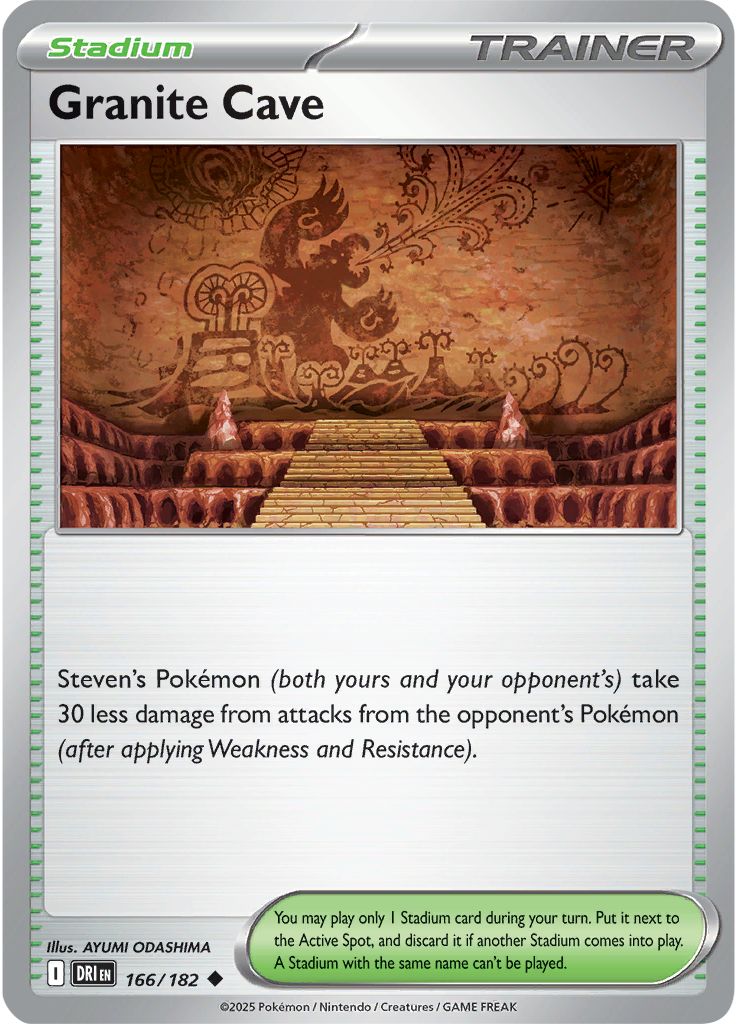 Stadium
TRAINER
Granite Cave
Steven's Pokémon (both yours and your opponent's) take
30 less damage from attacks from the opponent's Pokémon
(after applying Weakness and Resistance).
You may play only 1 Stadium card during your turn. Put it next to
the Active Spot, and discard it if another Stadium comes into play.
A Stadium with the same name can't be played.
Illus. AYUMI ODASHIMA
I DRI EN 166/182 ◆
©2025 Pokémon / Nintendo / Creatures / GAME FREAK